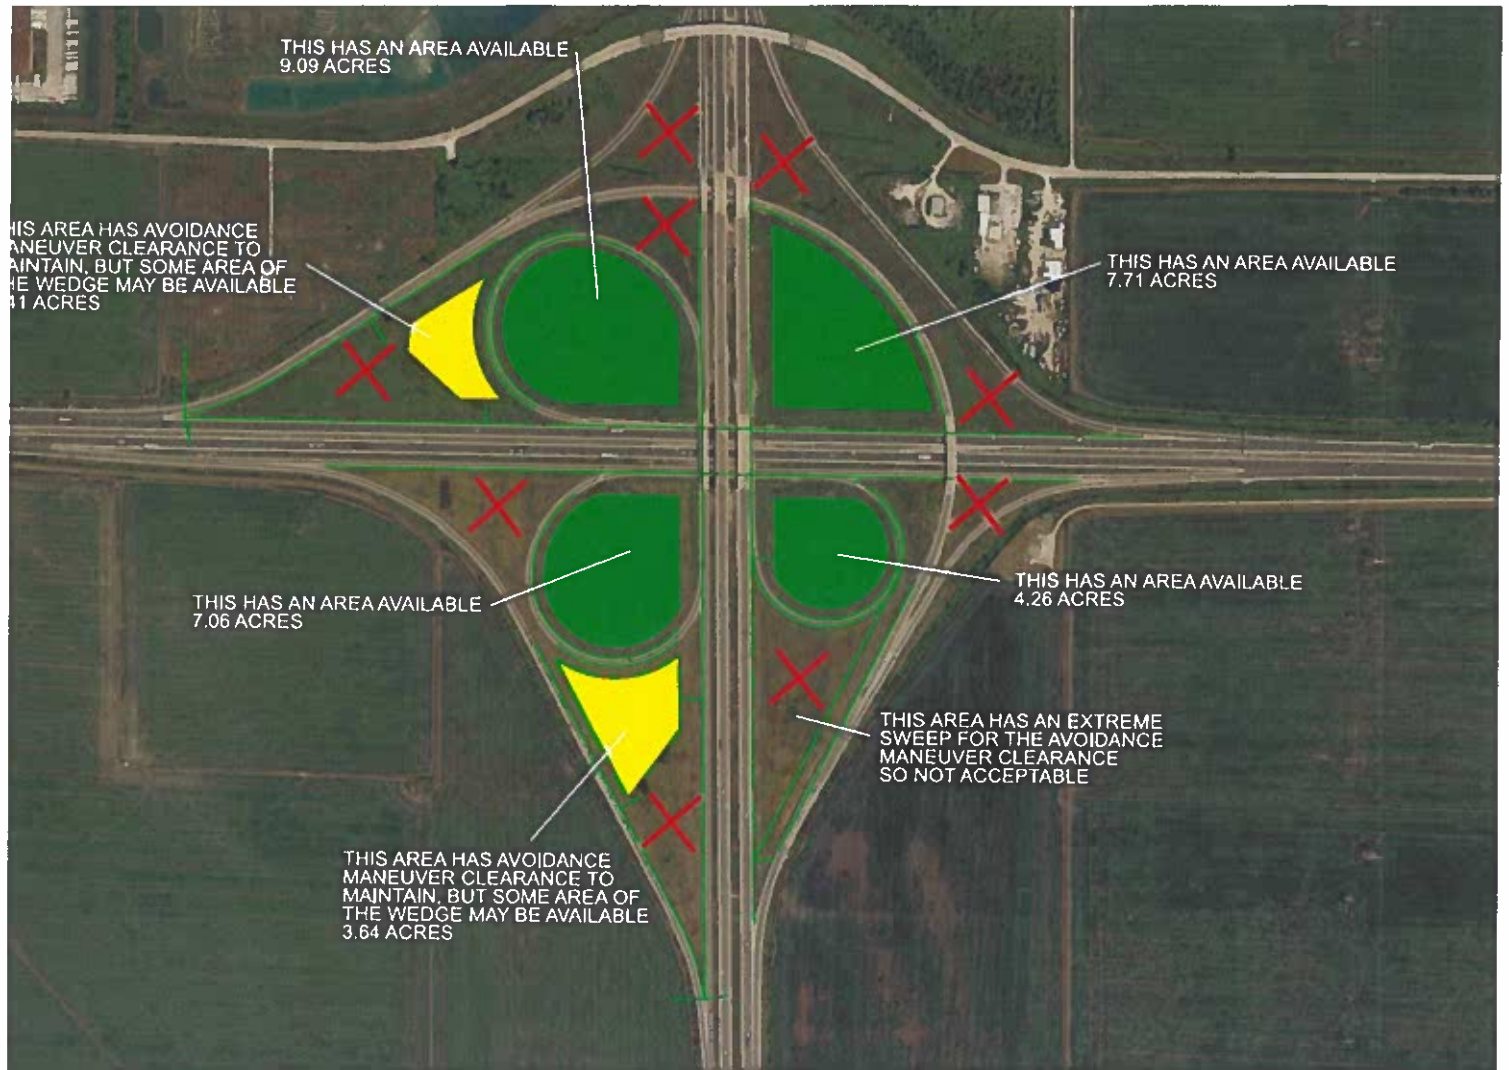 THIS HAS AN AREA AVAILABLE
9.09 ACRES
HIS AREA HAS AVOIDANCE
ANEUVER CLEARANCE TO
AINTAIN, BUT SOME AREA OF
HE WEDGE MAY BE AVAILABLE
41 ACRES
THIS HAS AN AREA AVAILABLE
7.71 ACRES
THIS HAS AN AREA AVAILABLE
7.06 ACRES
THIS HAS AN AREA AVAILABLE
4.26 ACRES
THIS AREA HAS AN EXTREME
SWEEP FOR THE AVOIDANCE
MANEUVER CLEARANCE
SO NOT ACCEPTABLE
THIS AREA HAS AVOIDANCE
MANEUVER CLEARANCE TO
MAINTAIN, BUT SOME AREA OF
THE WEDGE MAY BE AVAILABLE
3.64 ACRES